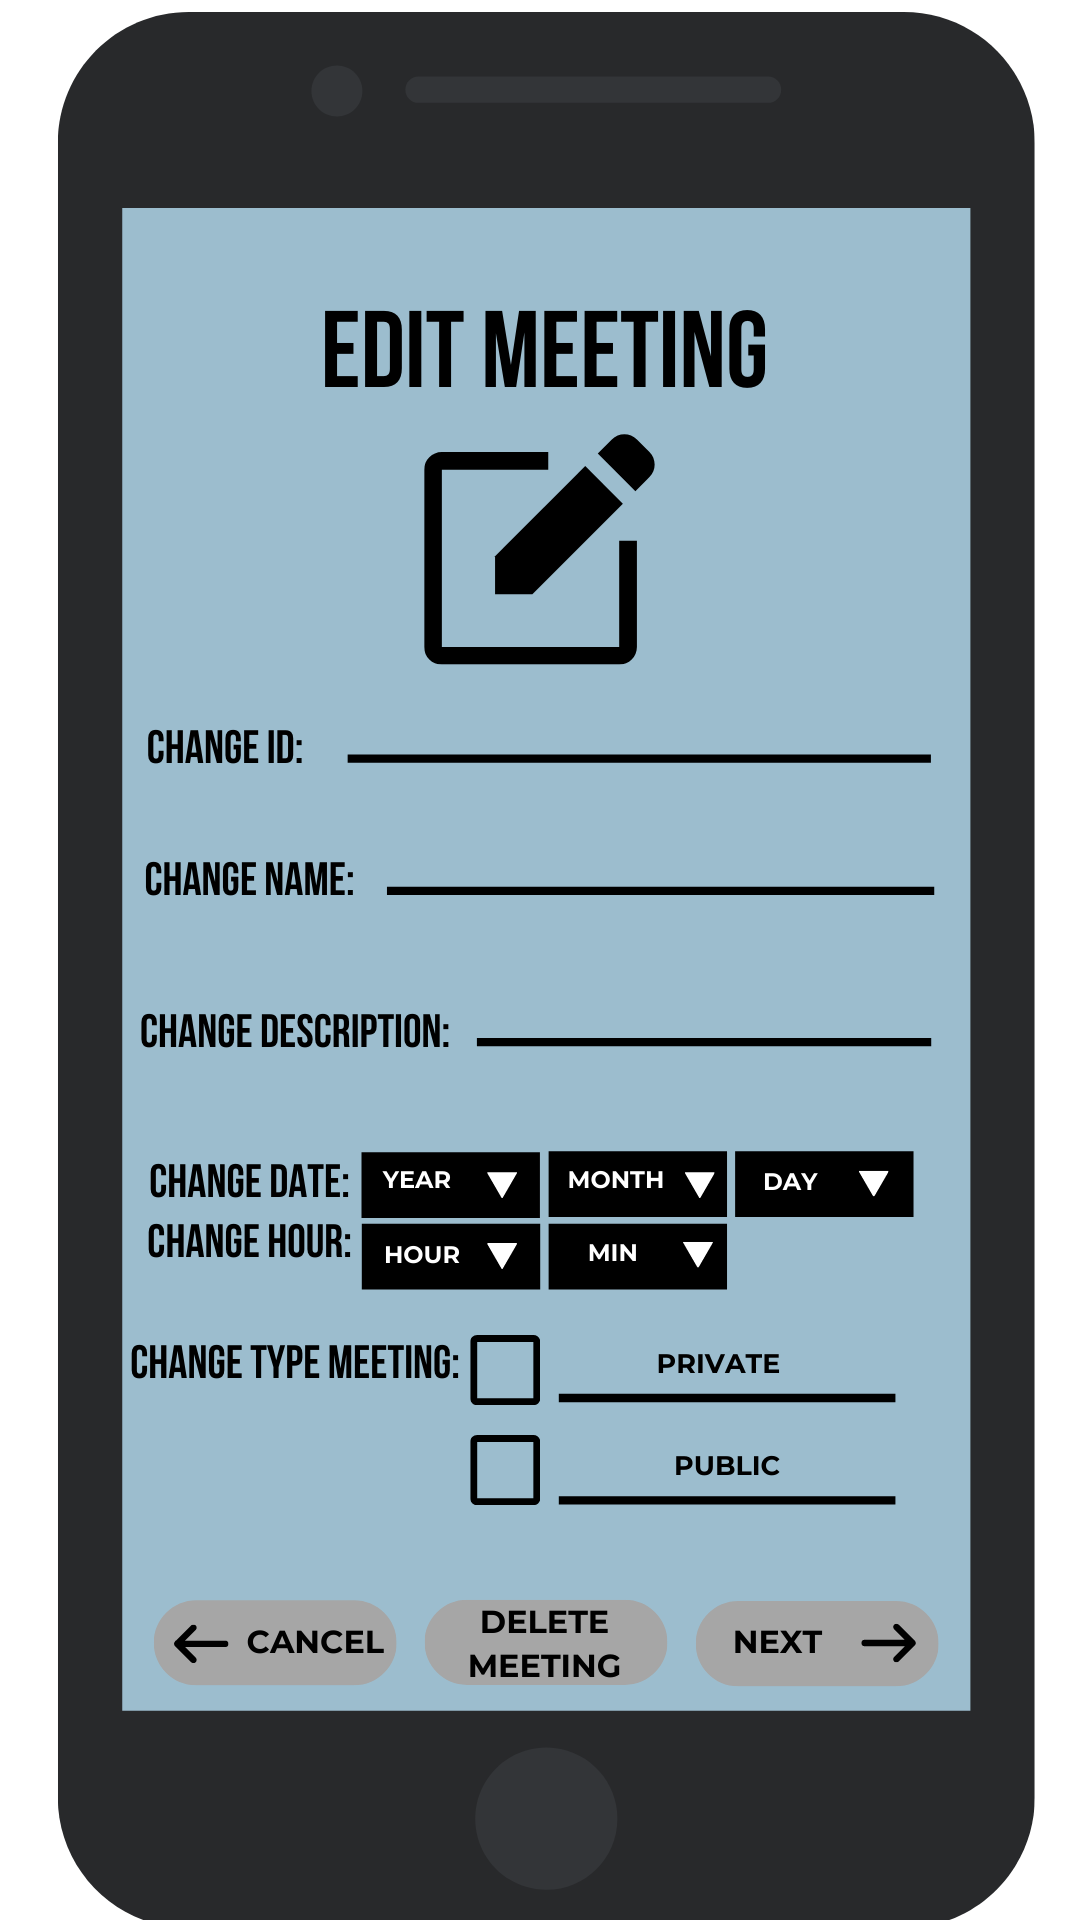 EDIT MEETING
CHANGE ID:
CHANGE NAME:
CHANGE DESCRIPTION:
CHANGE DATE: YEAR MONTH DAY
CHANGE HOUR: HOUR MIN
CHANGE TYPE MEETING: PRIVATE
PUBLIC
CANCEL
DELETE
MEETING
NEXT